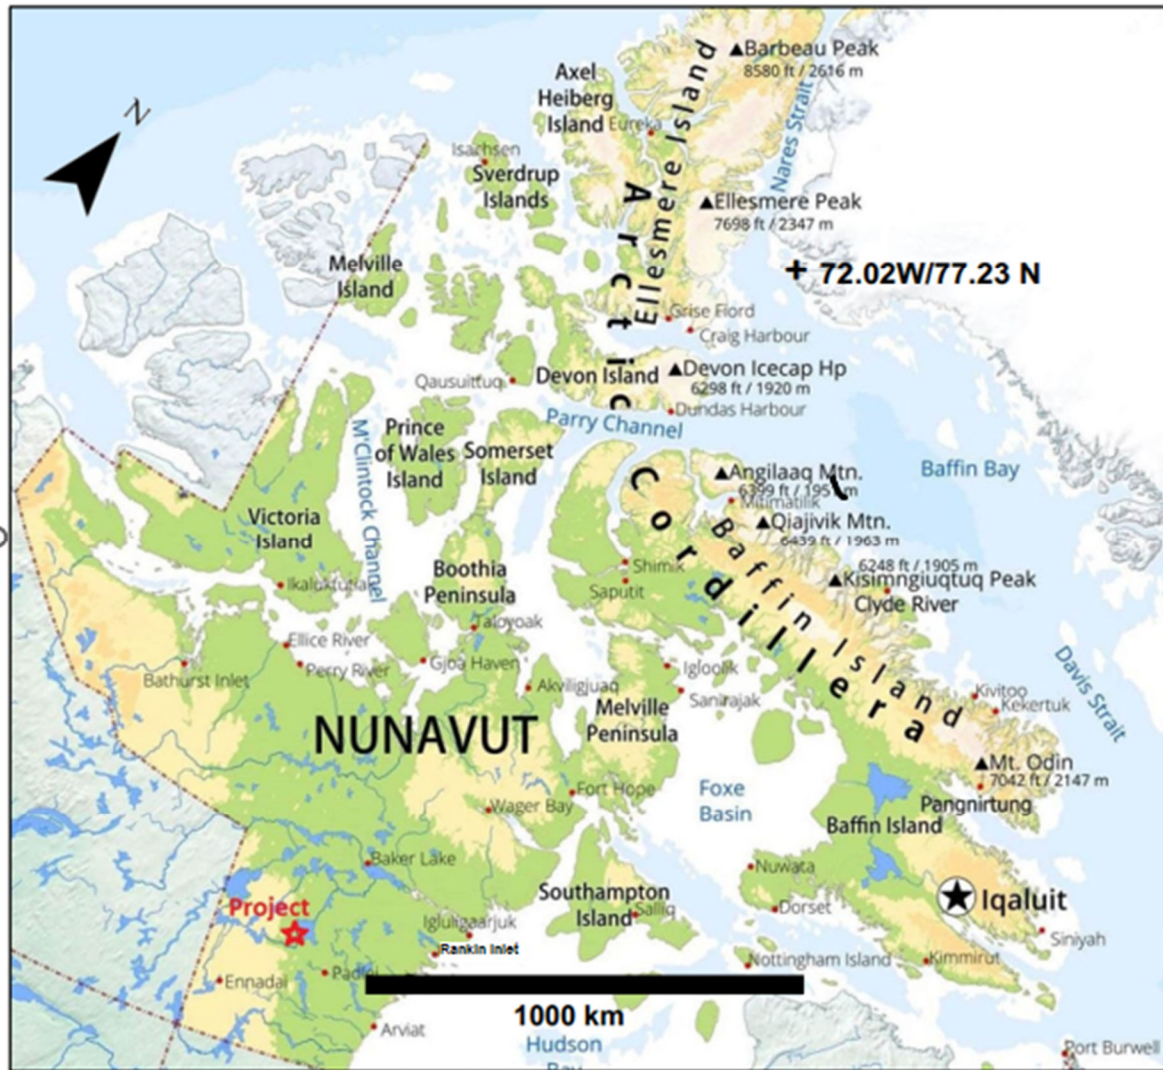 Barbeau Peak
8580 ft / 2616 m
Axel
Heiberg
Island
Eureka
N
Nares Strait
Isachsen
Sverdrup
Islands
Ellesmere Island
Arctic
Ellesmere Peak
7698 ft / 2347 m
Melville
Island
+ 72.02W/77.23 N
Grise Fiord
Craig Harbour
Qausuittuq
Devon Island
Devon Icecap Hp
6298 ft / 1920 m
Dundas Harbour
Parry Channel
Prince
of Wales
Island
Somerset
Island
M'Clintock Channel
Cordillera
Angilaaq Mtn.
6399 ft / 1951 m
Mitimatilik
Baffin Bay
Qiajivik Mtn.
6439 ft / 1963 m
Victoria
Island
Baffin Island
Boothia
Peninsula
Shimik
Saputit
6248 ft / 1905 m
Kisimngiuqtuq Peak
Clyde River
Ikaluktutiak
Taloyoak
Ellice River
Perry River
Gjoa Haven
Bathurst Inlet
Akviligjuaq
Igloolik
Sanirajak
Melville
Peninsula
Davis Strait
Kivitoo
Kekertuk
NUNAVUT
Mt. Odin
7042 ft / 2147 m
Pangnirtung
Foxe
Basin
Fort Hope
Wager Bay
Baffin Island
Baker Lake
Nuwata
Southampton
Island
Salliq
Dorset
Iqaluit
Project
Igluligaarjuk
Rankin Inlet
Siniyah
Nottingham Island
Kimmirut
Ennadai
Padlei
1000 km
Arviat
Hudson
Bay
Port Burwell